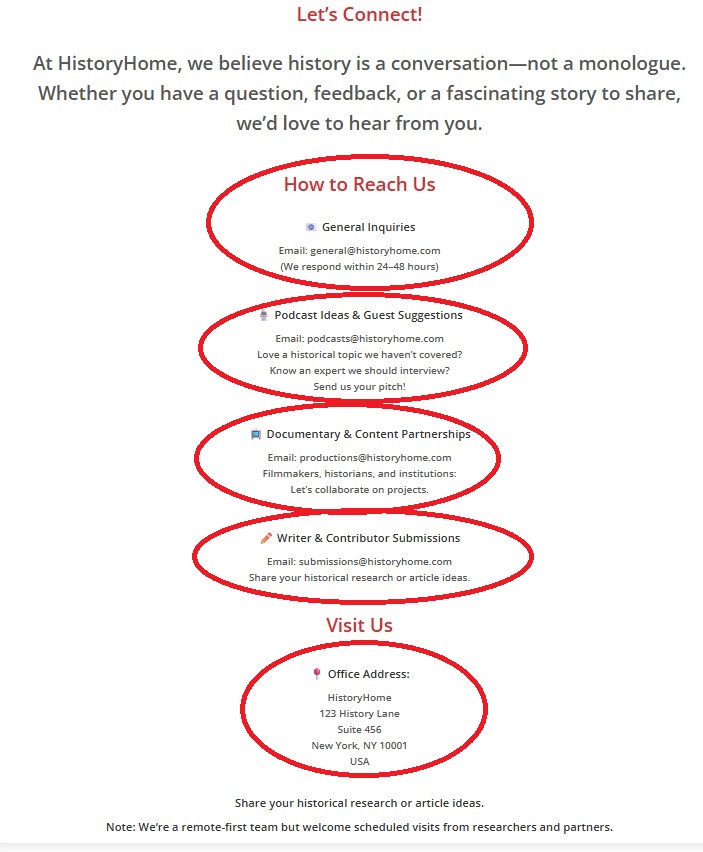 Let’s Connect!
At HistoryHome, we believe history is a conversation—not a monologue.
Whether you have a question, feedback, or a fascinating story to share,
we’d love to hear from you.
How to Reach Us
General Inquiries
Email: general@historyhome.com
(We respond within 24–48 hours)
Podcast Ideas & Guest Suggestions
Email: podcasts@historyhome.com
Love a historical topic we haven’t covered?
Know an expert we should interview?
Send us your pitch!
Documentary & Content Partnerships
Email: productions@historyhome.com
Filmmakers, historians, and institutions:
Let’s collaborate on projects.
Writer & Contributor Submissions
Email: submissions@historyhome.com
Share your historical research or article ideas.
Visit Us
Office Address:
HistoryHome
123 History Lane
Suite 456
New York, NY 10001
USA
Share your historical research or article ideas.
Note: We’re a remote-first team but welcome scheduled visits from researchers and partners.